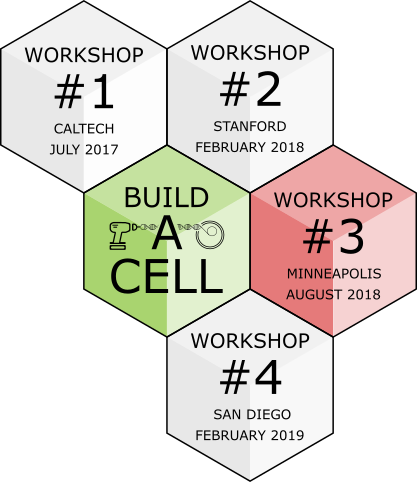 WORKSHOP
#1
CALTECH
JULY 2017
WORKSHOP
#2
STANFORD
FEBRUARY 2018
BUILD
A
CELL
WORKSHOP
#3
MINNEAPOLIS
AUGUST 2018
WORKSHOP
#4
SAN DIEGO
FEBRUARY 2019